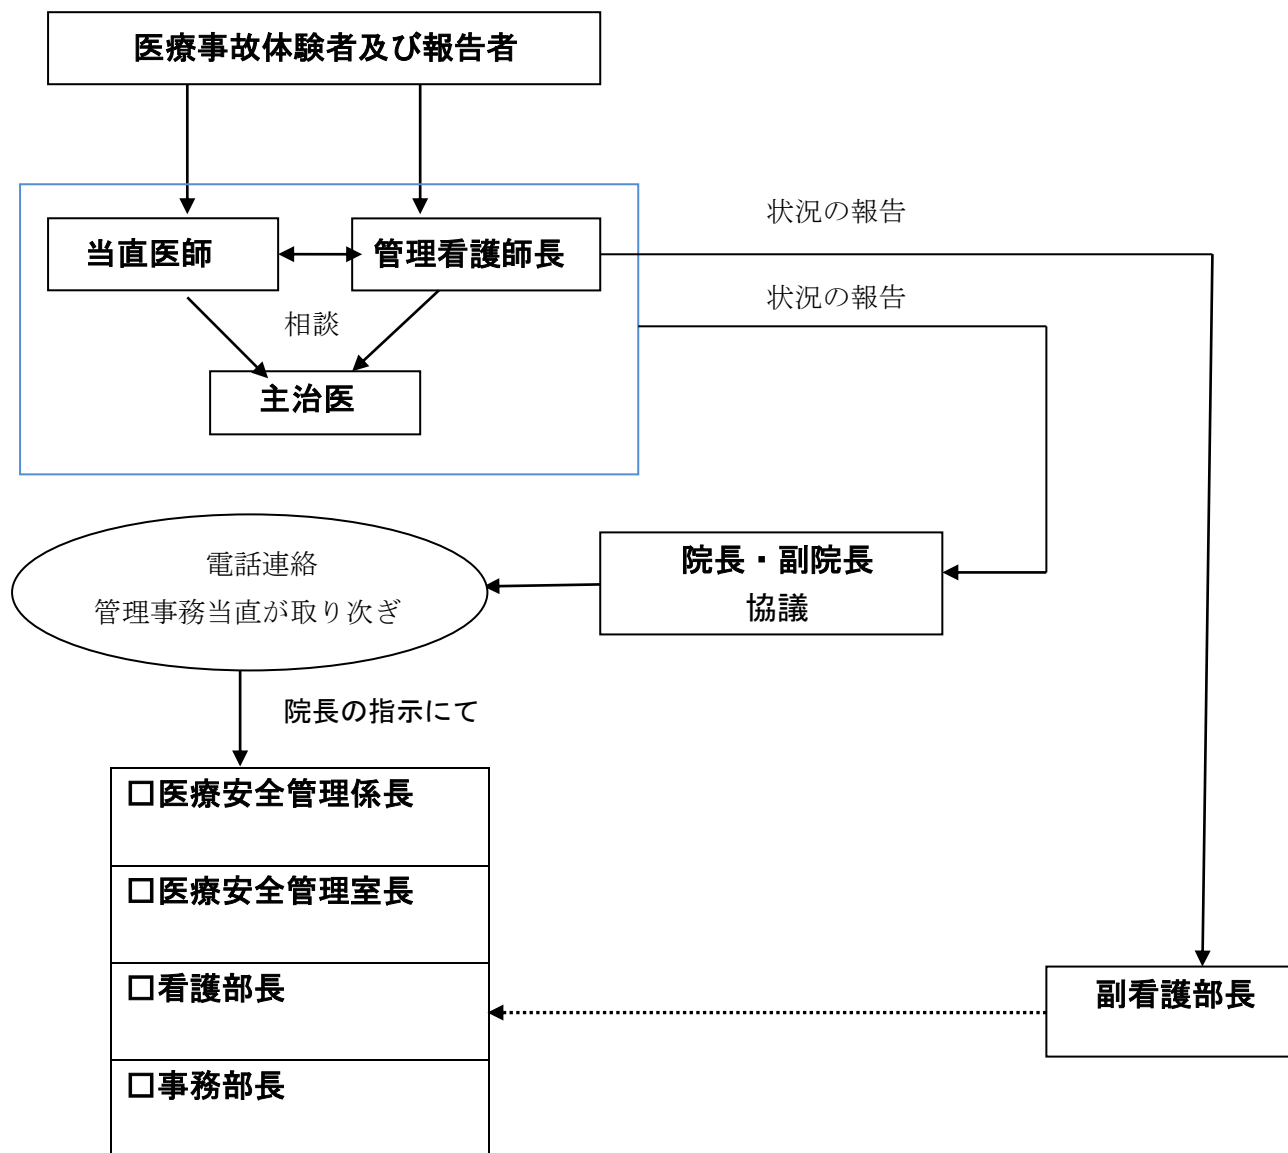 医療事故体験者及び報告者
状況の報告
当直医師
管理看護師長
状況の報告
相談
主治医
院長・副院長
協議
電話連絡
管理事務当直が取り次ぎ
院長の指示にて
□医療安全管理係長
□医療安全管理室長
□看護部長
副看護部長
□事務部長